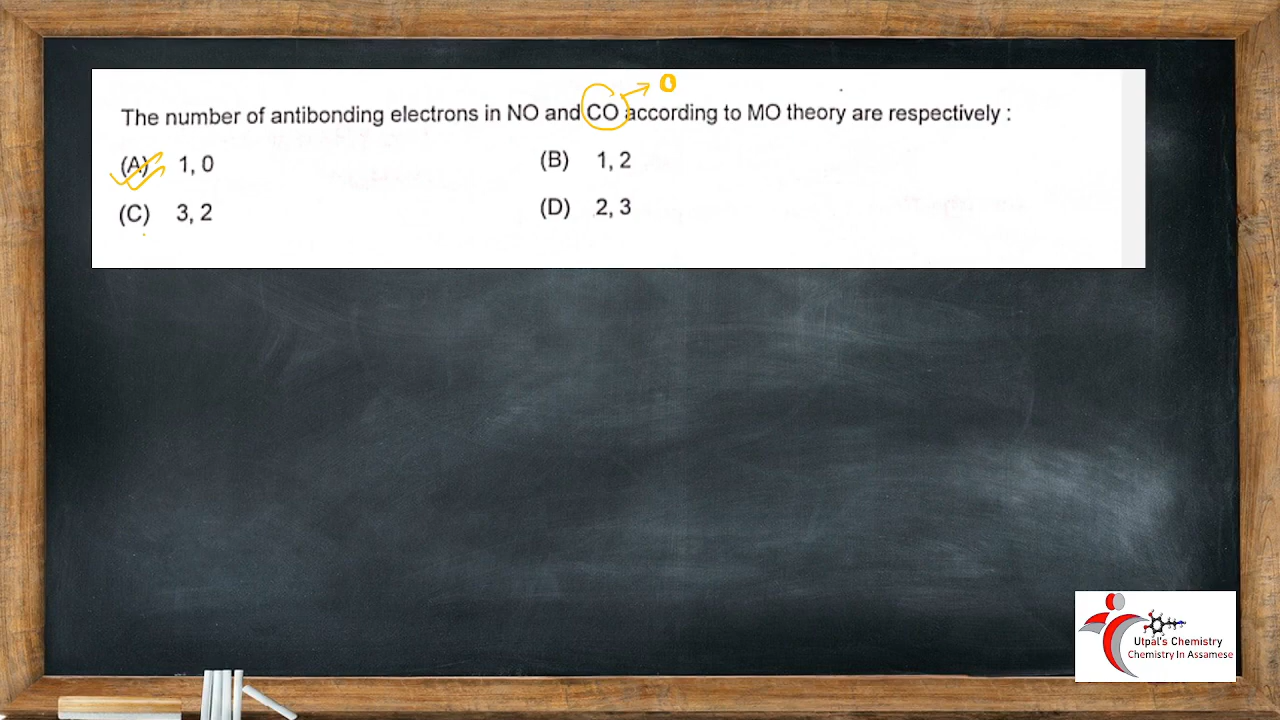 0
The number of antibonding electrons in NO and CO according to MO theory are respectively :
(A) 1, 0
(B) 1, 2
(C) 3, 2
(D) 2, 3
Utpal's Chemistry
Chemistry In Assamese